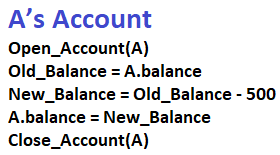 A's Account
Open_Account(A)
Old_Balance = A.balance
New_Balance = Old_Balance - 500
A.balance = New_Balance
Close_Account(A)